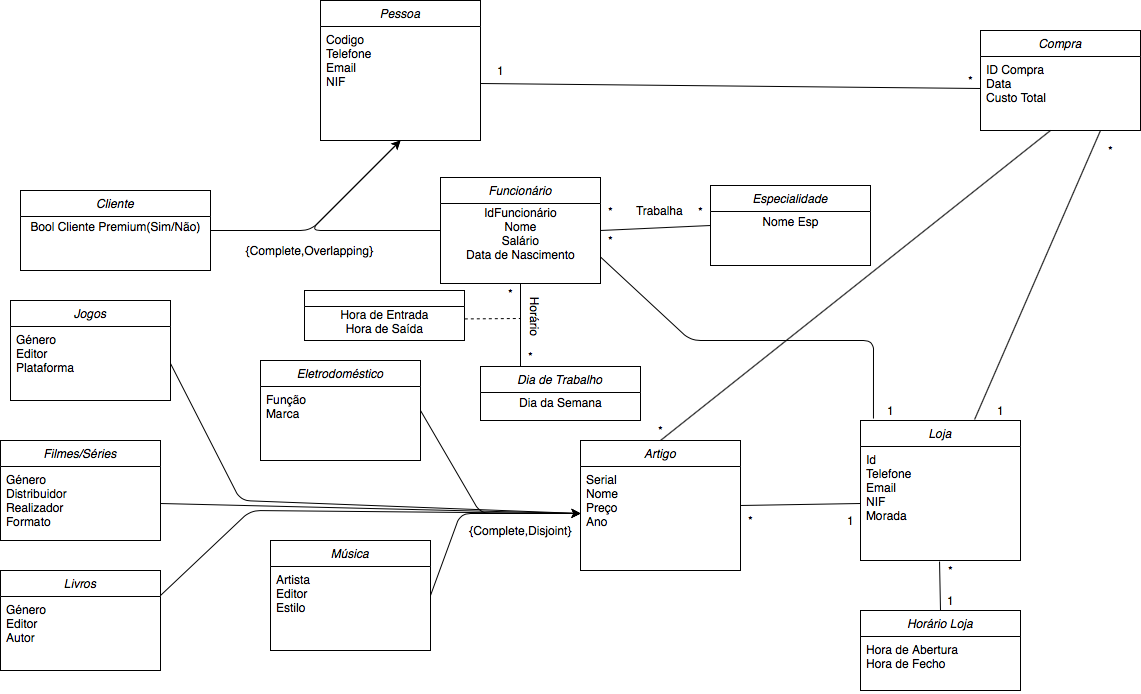 Pessoa
Codigo
Telefone
Email
NIF
1
*
Compra
ID Compra
Data
Custo Total
*
Cliente
Bool Cliente Premium(Sim/Não)
{Complete,Overlapping}
Funcionário
IdFuncionário
Nome
Salário
Data de Nascimento
*
Trabalha
*
*
Especialidade
Nome Esp
*
Horário
*
Hora de Entrada
Hora de Saída
Dia de Trabalho
Dia da Semana
Jogos
Género
Editor
Plataforma
Eletrodoméstico
Função
Marca
Filmes/Séries
Género
Distribuidor
Realizador
Formato
{Complete,Disjoint}
*
Artigo
Serial
Nome
Preço
Ano
*
1
1
1
Loja
Id
Telefone
Email
NIF
Morada
Música
Artista
Editor
Estilo
Livros
Género
Editor
Autor
*
1
Horário Loja
Hora de Abertura
Hora de Fecho